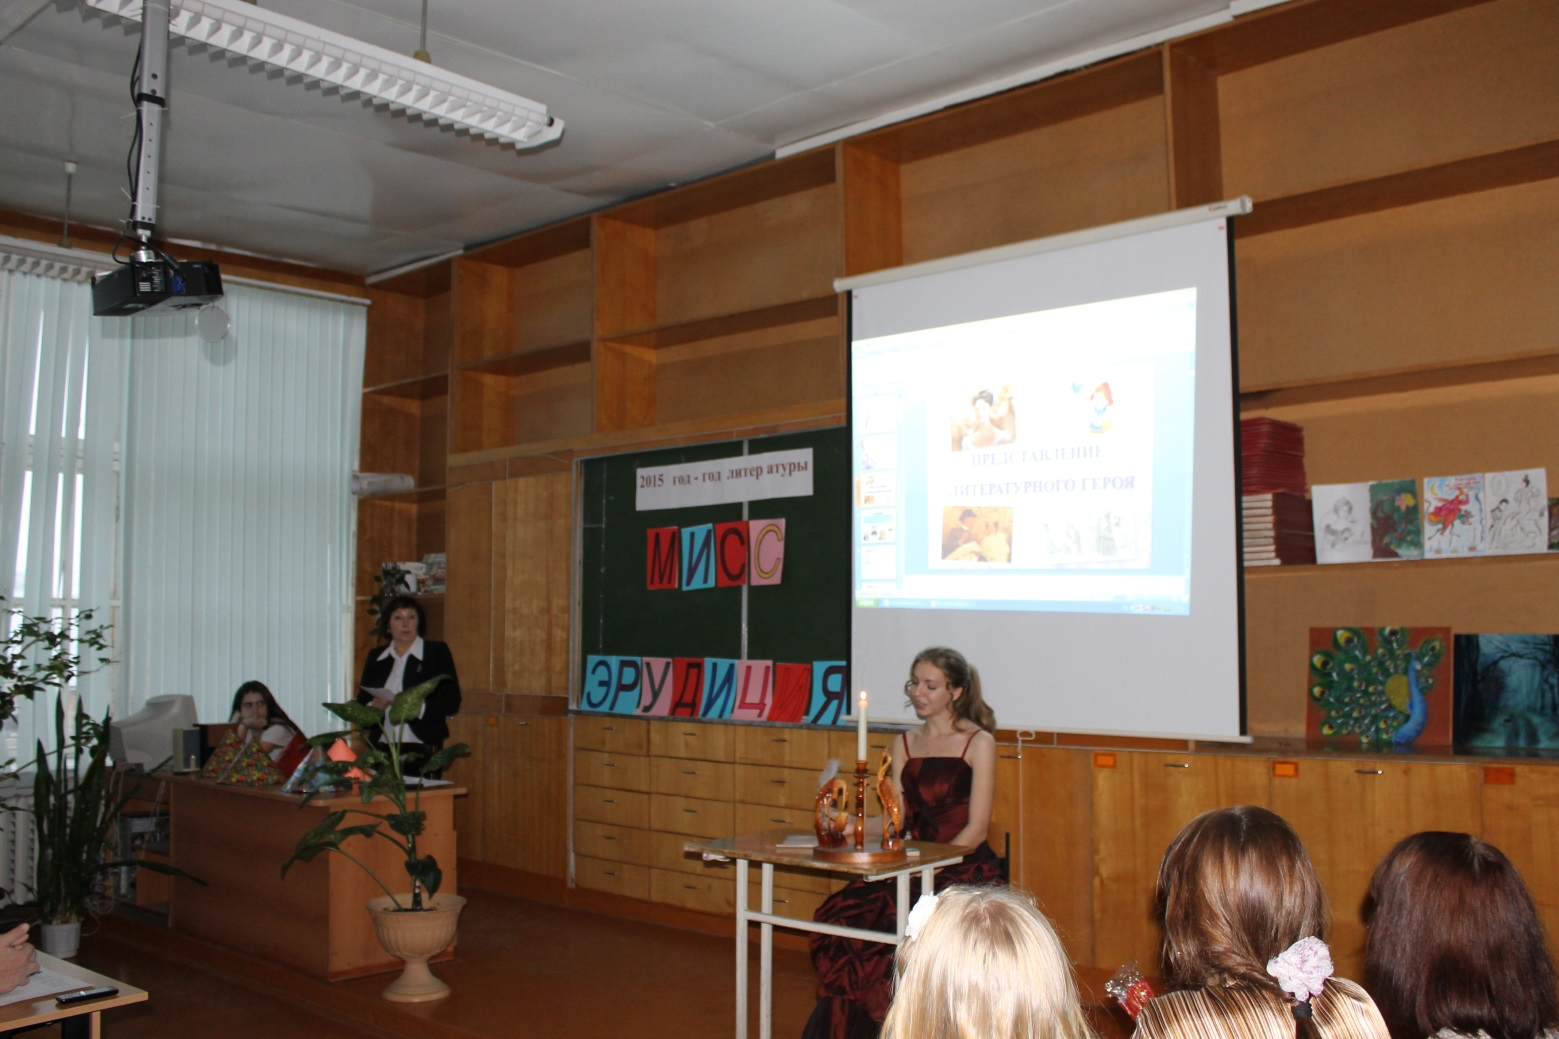 2015 год - год литературы
МИСС
ЭРУДИЦИЯ
ПРЕДСТАВЛЕНИЕ
ЛИТЕРАТУРНОГО ГЕРОЯ